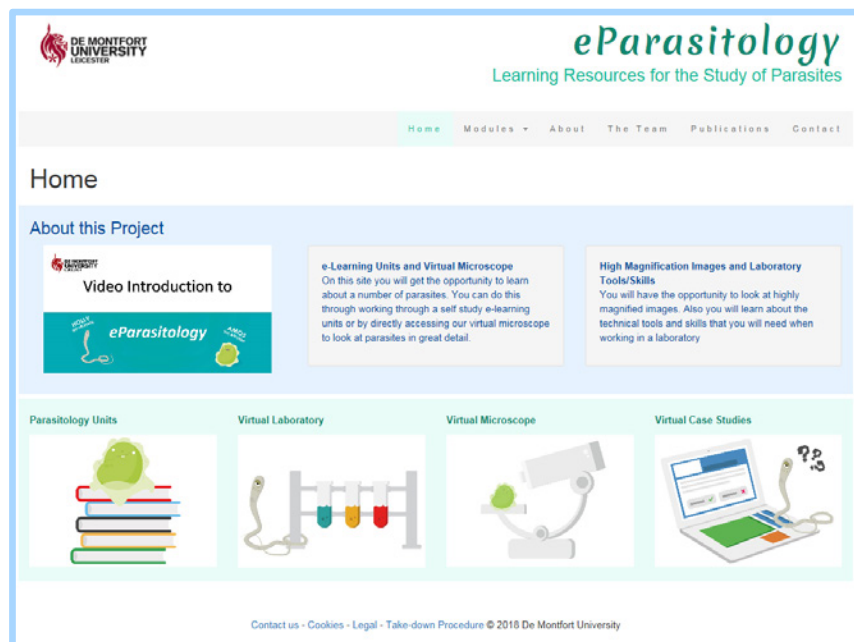 DE MONTFORT
UNIVERSITY
LEICESTER
eParasitology
Learning Resources for the Study of Parasites
Home Modules About The Team Publications Contact
Home
About this Project
DE MONTFORT
UNIVERSITY
Video Introduction to
eParasitology
e-Learning Units and Virtual Microscope
On this site you will get the opportunity to learn
about a number of parasites. You can do this
through working through a self study e-learning
units or by directly accessing our virtual microscope
to look at parasites in great detail.
High Magnification Images and Laboratory
Tools/Skills
You will have the opportunity to look at highly
magnified images. Also you will learn about the
technical tools and skills that you will need when
working in a laboratory
Parasitology Units
Virtual Laboratory
Virtual Microscope
Virtual Case Studies
???
Contact us - Cookies - Legal - Take-down Procedure © 2018 De Montfort University